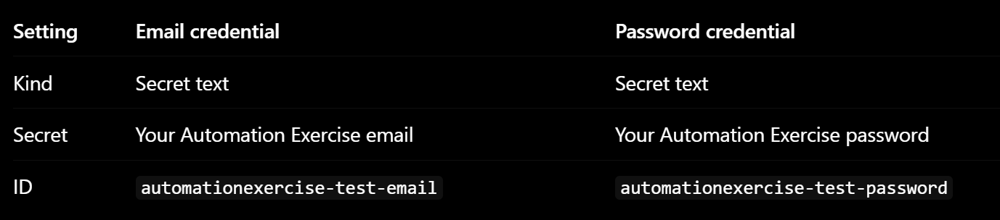 Setting Email credential Password credential
Kind Secret text Secret text
Secret Your Automation Exercise email Your Automation Exercise password
ID automationexercise-test-email automationexercise-test-password